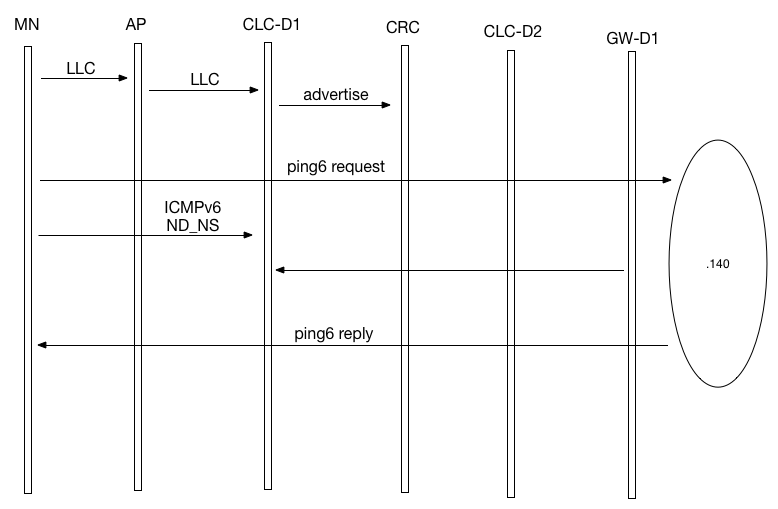 MN
AP
CLC-D1
CRC
CLC-D2
GW-D1
LLC
LLC
advertise
ping6 request
ICMPv6
ND_NS
.140
ping6 reply